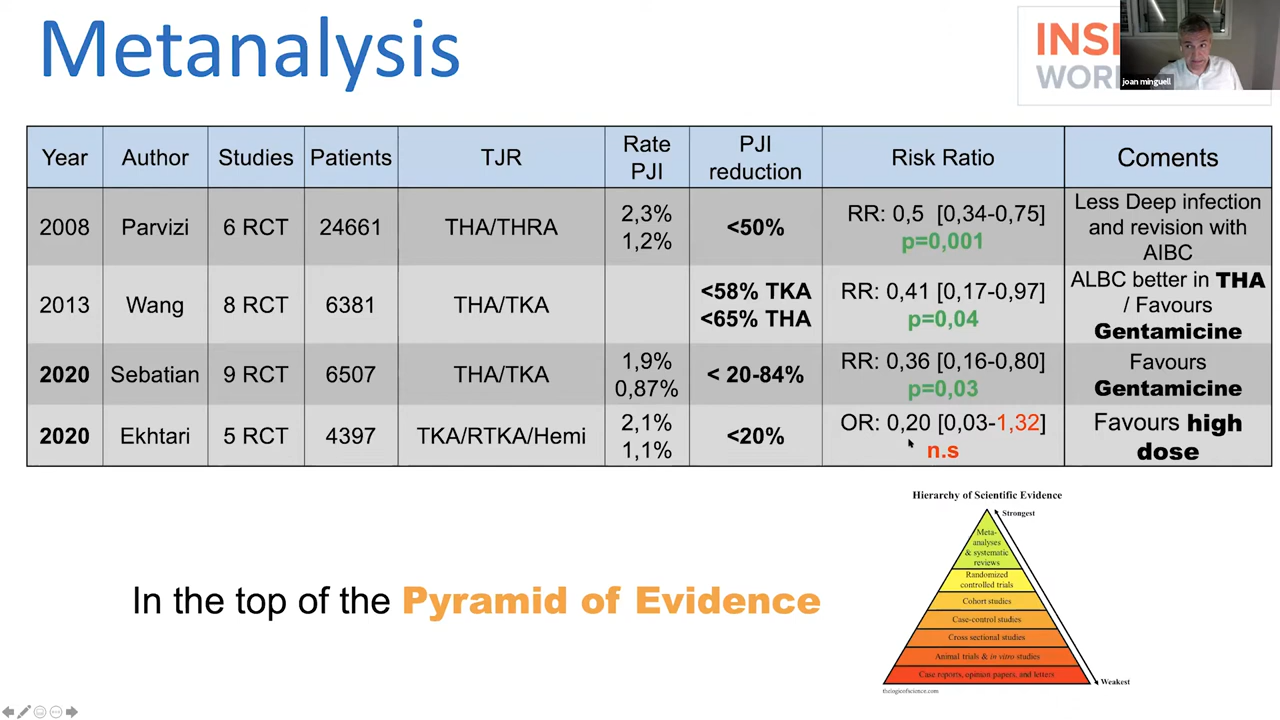 Metanalysis
INS
WOR
joan minguell
Year Author Studies Patients TJR Rate PJI PJI reduction Risk Ratio Coments
2008 Parvizi 6 RCT 24661 THA/THRA 2,3% 1,2% <50% RR: 0,5 [0,34-0,75] p=0,001 Less Deep infection and revision with AIBC
2013 Wang 8 RCT 6381 THA/TKA <58% TKA <65% THA RR: 0,41 [0,17-0,97] p=0,04 ALBC better in THA / Favours Gentamicine
2020 Sebatian 9 RCT 6507 THA/TKA 1,9% 0,87% < 20-84% RR: 0,36 [0,16-0,80] p=0,03 Favours Gentamicine
2020 Ekhtari 5 RCT 4397 TKA/RTKA/Hemi 2,1% 1,1% <20% OR: 0,20 [0,03-1,32] n.s Favours high dose
In the top of the Pyramid of Evidence
Hierarchy of Scientific Evidence
Strongest
Meta-
analyses
& systematic
reviews
Randomized
controlled trials
Cohort studies
Case-control studies
Cross sectional studies
Animal trials & in vitro studies
Case reports, opinion papers, and letters
Weakest
thelogicofscience.com